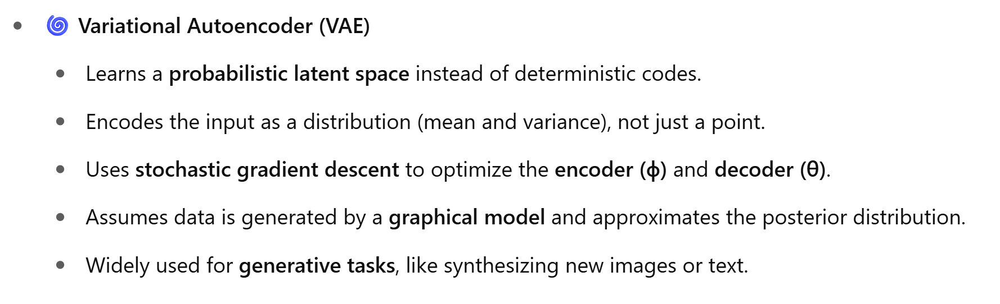 🌀 Variational Autoencoder (VAE)
Learns a probabilistic latent space instead of deterministic codes.
Encodes the input as a distribution (mean and variance), not just a point.
Uses stochastic gradient descent to optimize the encoder (ϕ) and decoder (θ).
Assumes data is generated by a graphical model and approximates the posterior distribution.
Widely used for generative tasks, like synthesizing new images or text.